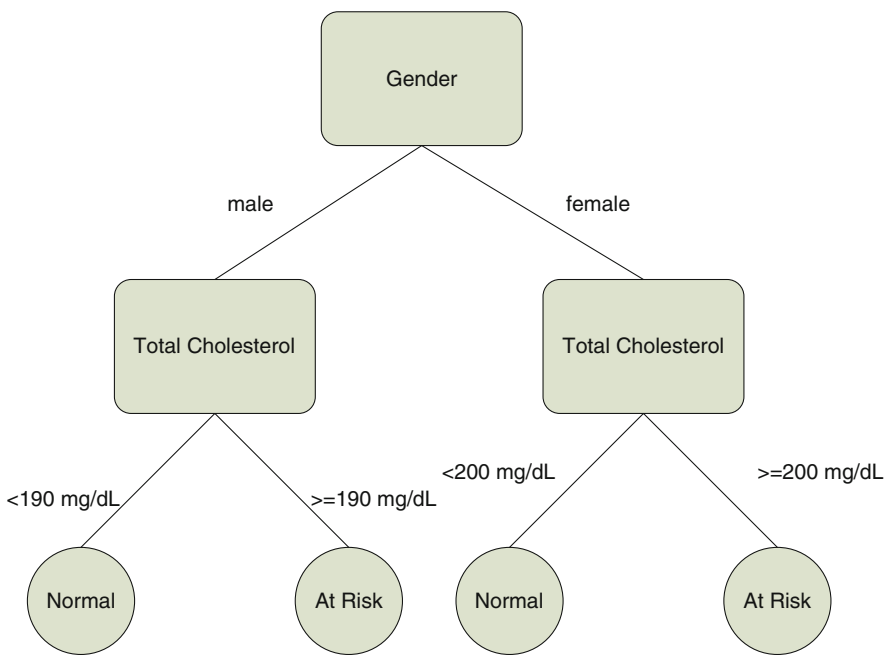 Gender
male
female
Total Cholesterol
Total Cholesterol
<190 mg/dL
>=190 mg/dL
<200 mg/dL
>=200 mg/dL
Normal
At Risk
Normal
At Risk